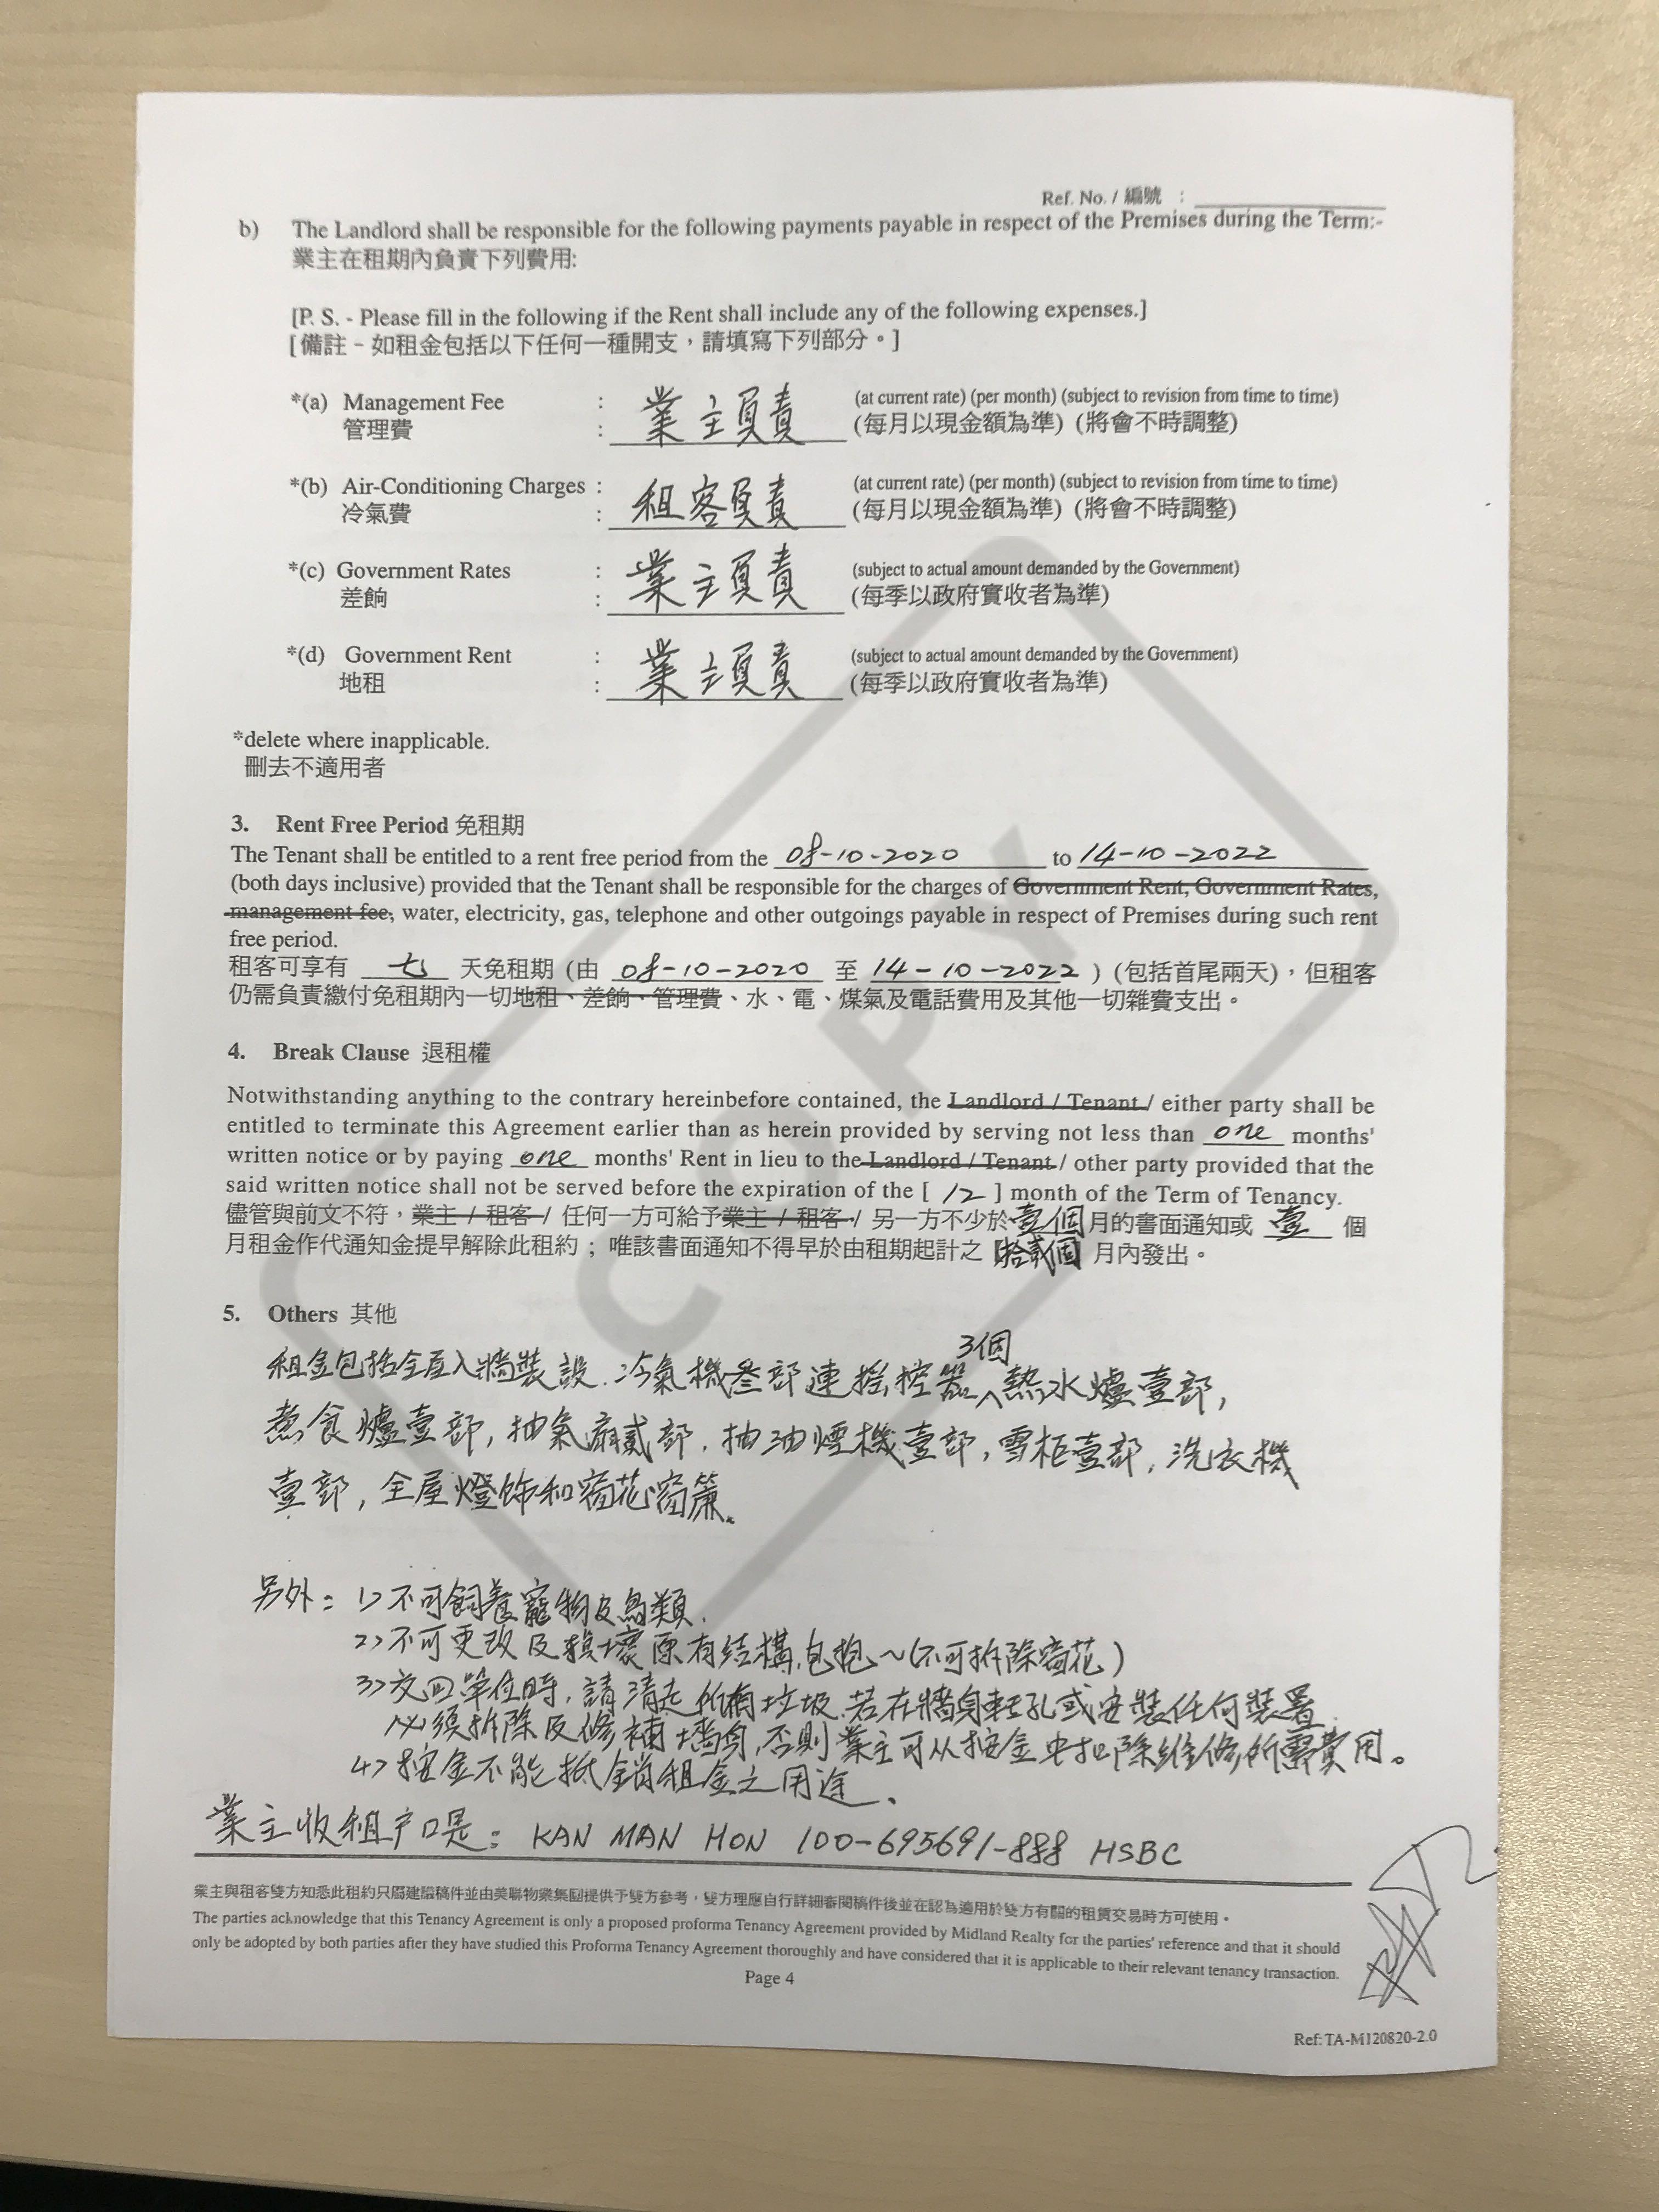 Ref. No. / 編號 :
b) The Landlord shall be responsible for the following payments payable in respect of the Premises during the Term:-
業主在租期內負責下列費用:
[P. S. - Please fill in the following if the Rent shall include any of the following expenses.]
[備註 - 如租金包括以下任何一種開支，請填寫下列部分。]
*(a) Management Fee : 業主負責 (at current rate) (per month) (subject to revision from time to time)
管理費 : (每月以現金額為準) (將會不時調整)
*(b) Air-Conditioning Charges : 租客負責 (at current rate) (per month) (subject to revision from time to time)
冷氣費 : (每月以現金額為準) (將會不時調整)
*(c) Government Rates : 業主負責 (subject to actual amount demanded by the Government)
差餉 : (每季以政府實收者為準)
*(d) Government Rent : 業主負責 (subject to actual amount demanded by the Government)
地租 : (每季以政府實收者為準)
*delete where inapplicable.
刪去不適用者
3. Rent Free Period 免租期
The Tenant shall be entitled to a rent free period from the 08-10-2020 to 14-10-2022
(both days inclusive) provided that the Tenant shall be responsible for the charges of Government Rent, Government Rates,
management fee, water, electricity, gas, telephone and other outgoings payable in respect of Premises during such rent
free period.
租客可享有 七 天免租期 (由 08-10-2020 至 14-10-2022 ) (包括首尾兩天)，但租客
仍需負責繳付免租期內一切地租、差餉、管理費、水、電、煤氣及電話費用及其他一切雜費支出。
4. Break Clause 退租權
Notwithstanding anything to the contrary hereinbefore contained, the Landlord / Tenant / either party shall be
entitled to terminate this Agreement earlier than as herein provided by serving not less than one months'
written notice or by paying one months' Rent in lieu to the Landlord / Tenant / other party provided that the
said written notice shall not be served before the expiration of the [ 12 ] month of the Term of Tenancy.
儘管與前文不符，業主 / 租客 / 任何一方可給予業主 / 租客 / 另一方不少於壹個月的書面通知或 壹 個
月租金作代通知金提早解除此租約；唯該書面通知不得早於由租期起計之 [拾貳個] 月內發出。
5. Others 其他
3個
租金包括全屋入牆裝設.冷氣機叁部連搖控器^熱水爐壹部,
煮食爐壹部, 抽氣扇貳部, 抽油煙機壹部, 雪柜壹部, 洗衣機
壹部, 全屋燈飾和窗花窗簾.
另外: 1> 不可飼養寵物及鳥類.
2> 不可更改及損壞原有結構,包抱~(不可拆除窗花)
3> 交回單位時, 請清走所有垃圾.若在牆身鑽孔或安裝任何裝置.
必須拆除及修補牆身, 否則業主可从按金中扣除維修所需費用。
4> 按金不能抵銷租金之用途.
業主收租戶口是: KAN MAN HON 100-695691-888 HSBC
業主與租客雙方知悉此租約只屬建議稿件並由美聯物業集團提供予雙方參考，雙方理應自行詳細審閱稿件後並在認為適用於雙方有關的租賃交易時方可使用。
The parties acknowledge that this Tenancy Agreement is only a proposed proforma Tenancy Agreement provided by Midland Realty for the parties' reference and that it should
only be adopted by both parties after they have studied this Proforma Tenancy Agreement thoroughly and have considered that it is applicable to their relevant tenancy transaction.
Page 4
Ref: TA-M120820-2.0
COPY